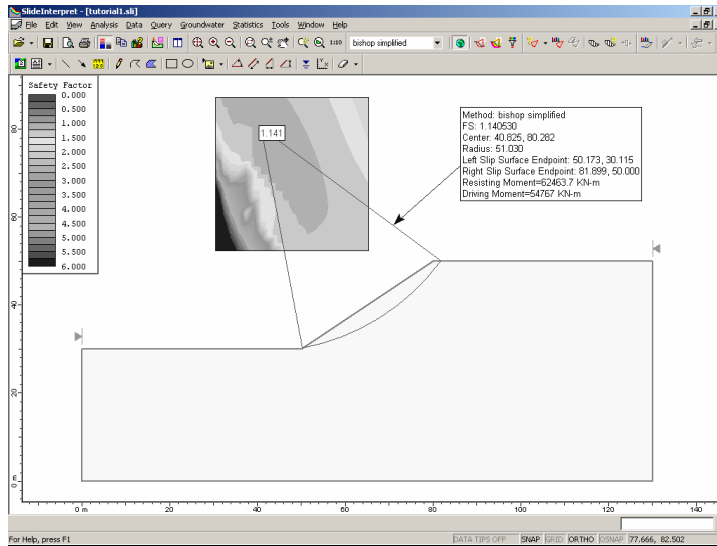 SlideInterpret - [tutorial1.sli]
File Edit View Analysis Data Query Groundwater Statistics Tools Window Help
1:10 bishop simplified
Safety Factor
0.000
0.500
1.000
1.500
2.000
2.500
3.000
3.500
4.000
4.500
5.000
5.500
6.000
1.141
Method: bishop simplified
FS: 1.140530
Center: 40.825, 80.282
Radius: 51.030
Left Slip Surface Endpoint: 50.173, 30.115
Right Slip Surface Endpoint: 81.899, 50.000
Resisting Moment=62463.7 KN-m
Driving Moment=54767 KN-m
80
60
40
20
0 m
0 m 20 40 60 80 100 120 140
For Help, press F1
DATA TIPS OFF SNAP GRID ORTHO OSNAP 77.666, 82.502